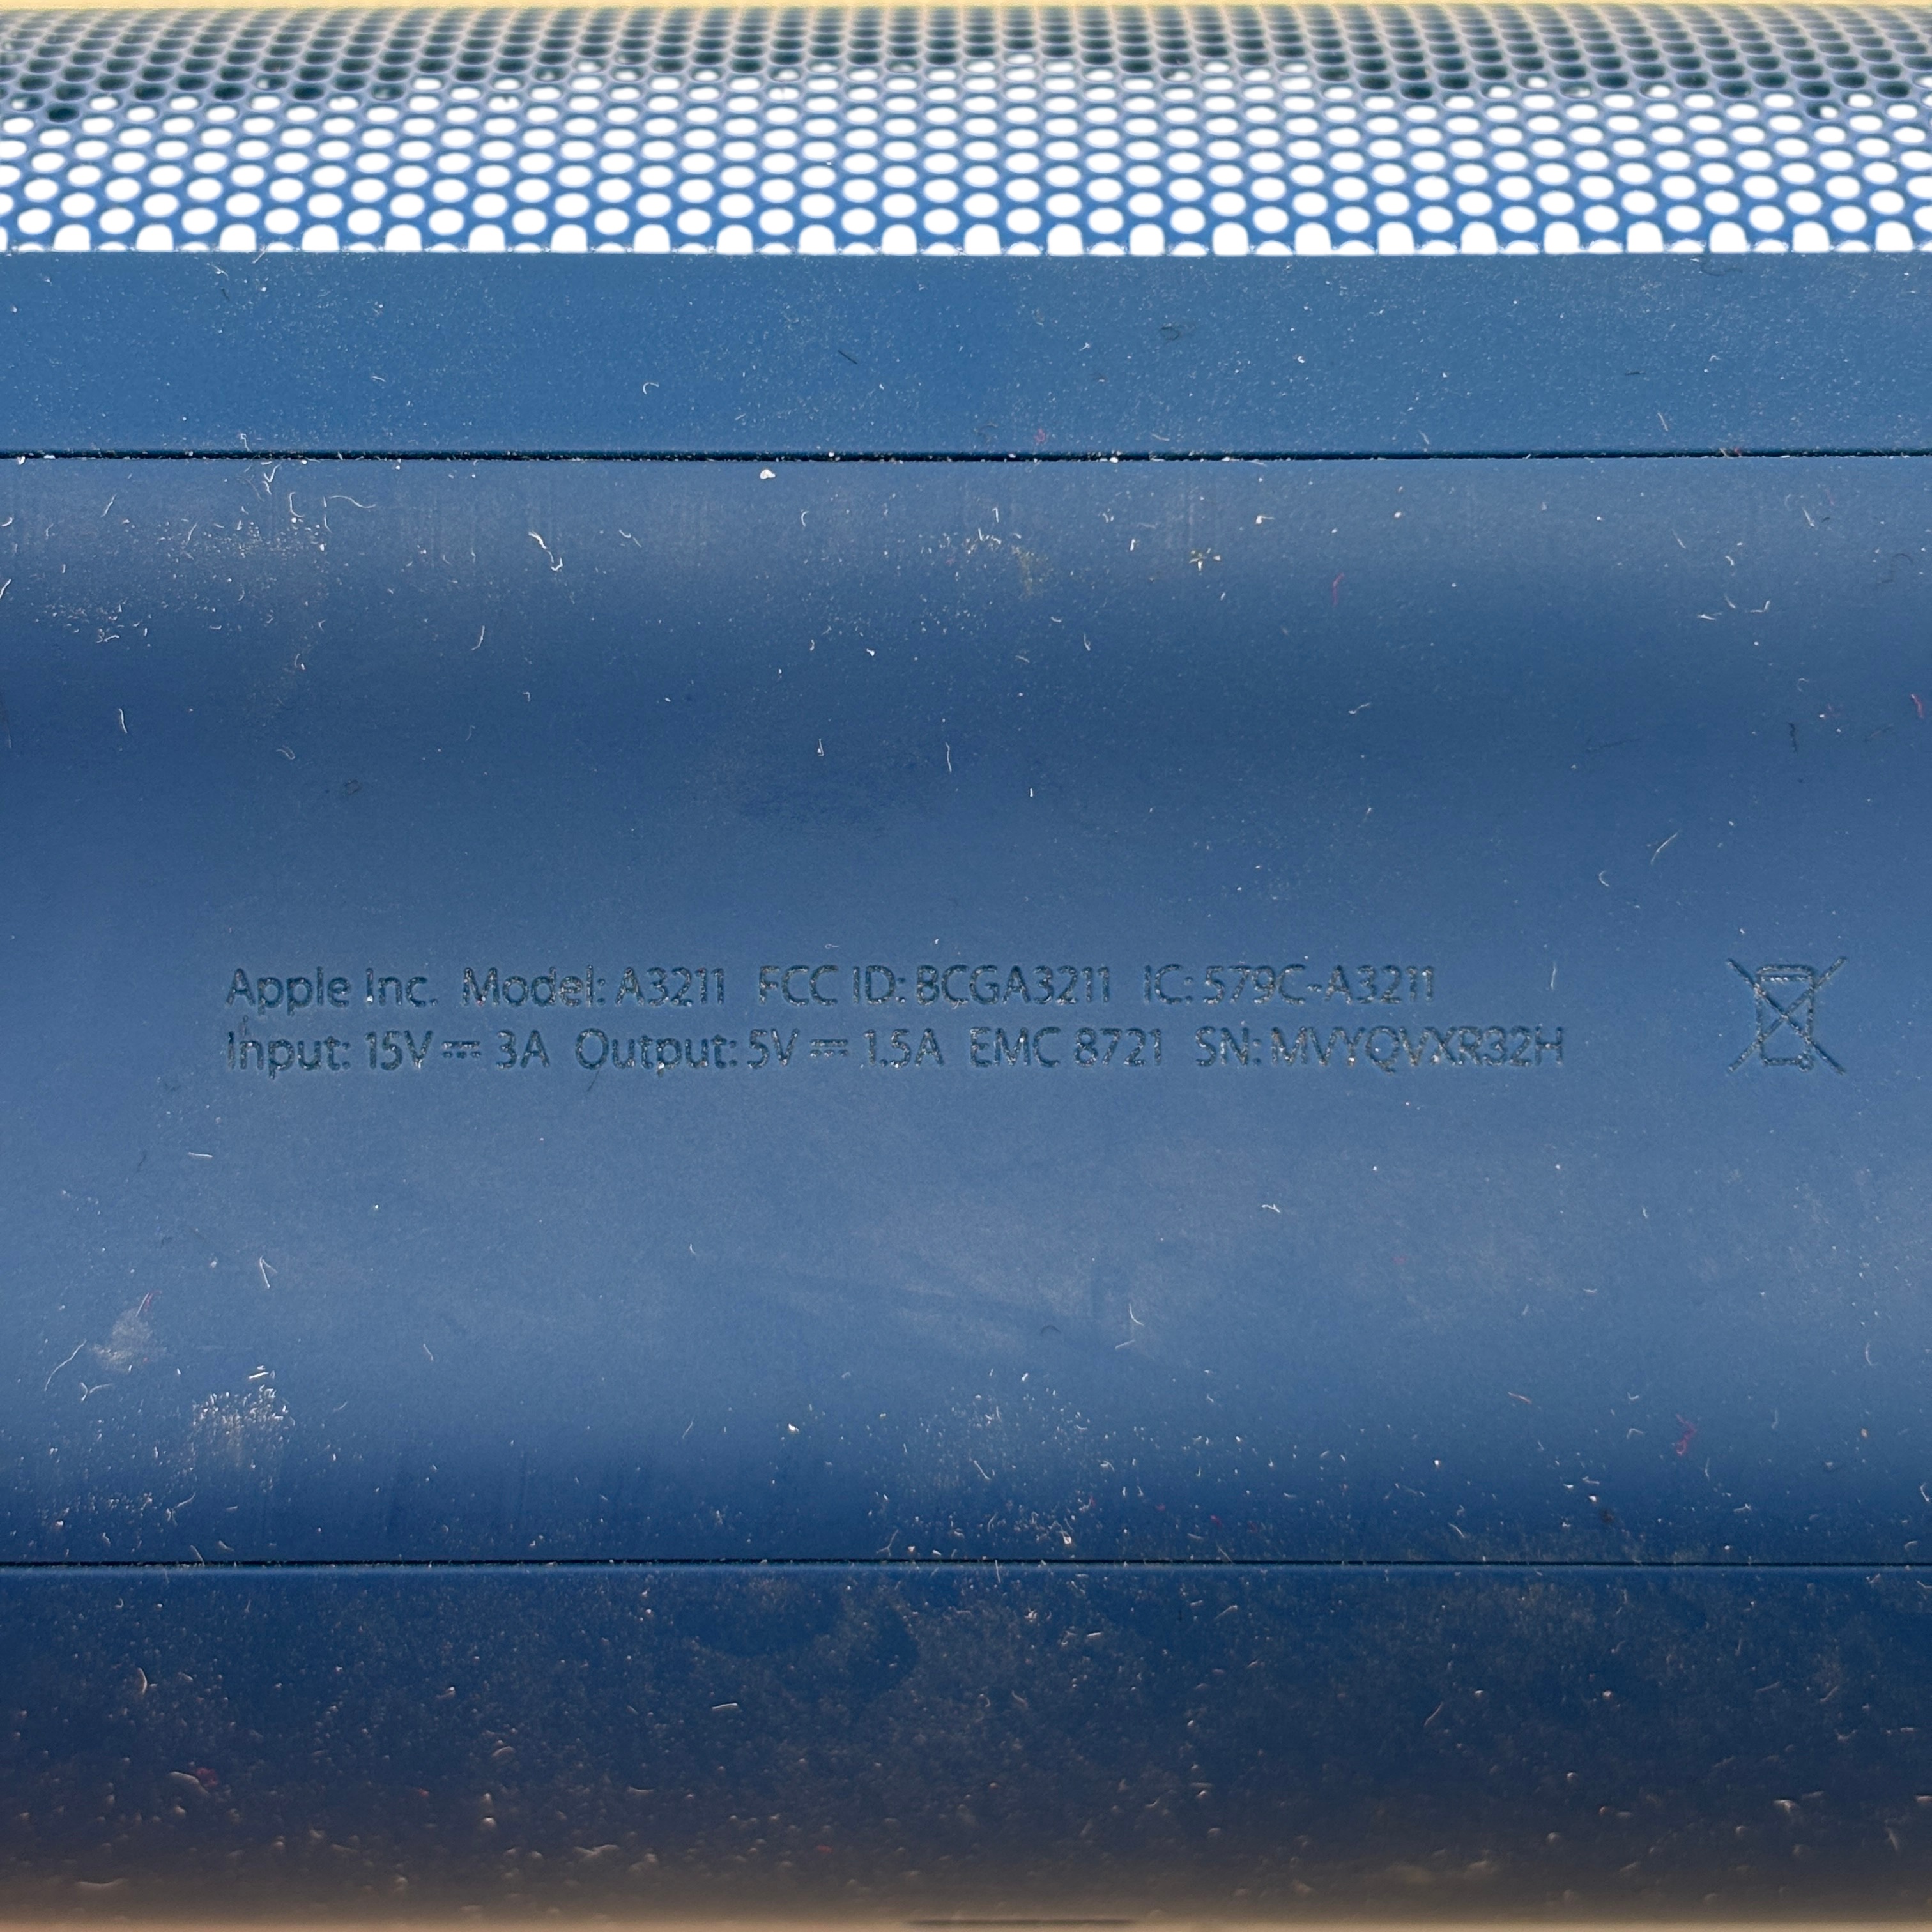 Apple Inc. Model: A3211 FCC ID: BCGA3211 IC: 579C-A3211
Input: 15V ⎓ 3A Output: 5V ⎓ 1.5A EMC 8721 SN: MVYQVXR32H